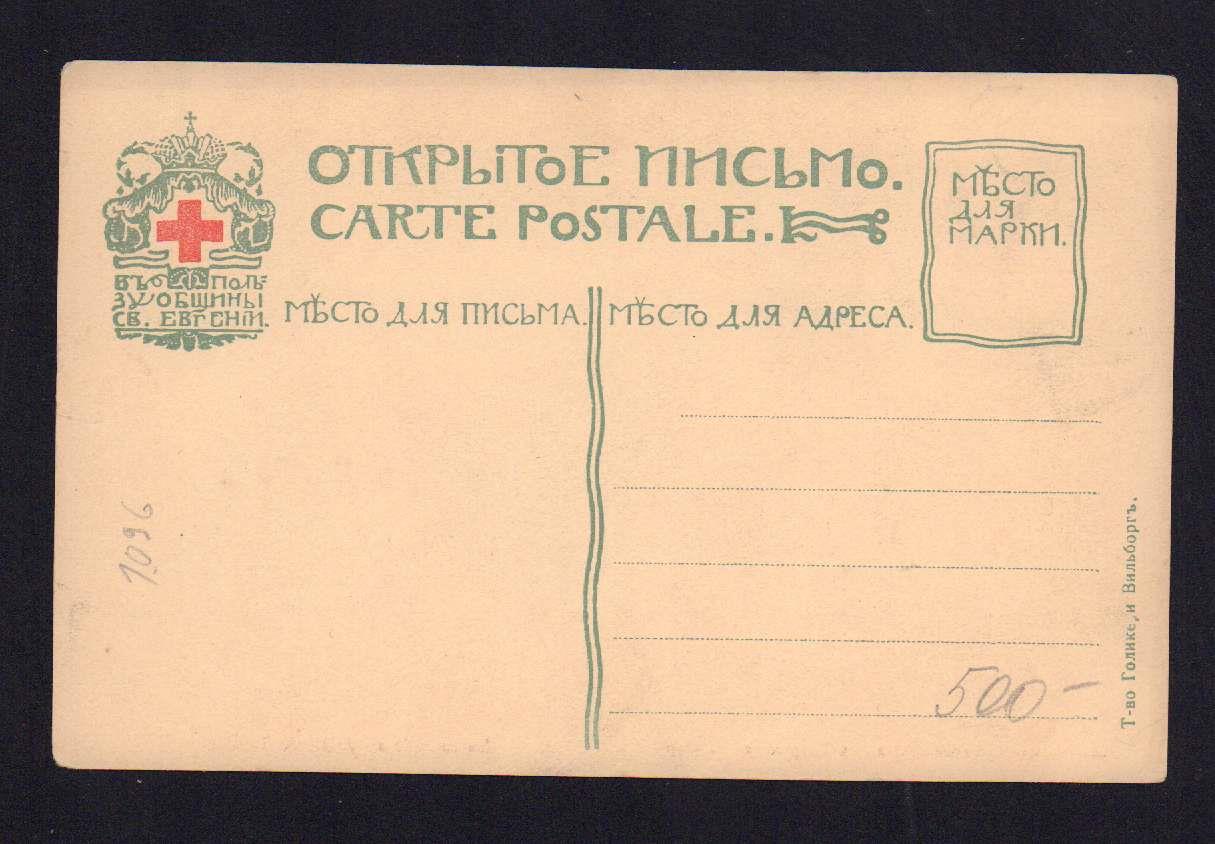 ОТКРЫТОЕ ПИСЬМО.
CARTE POSTALE.
МѢСТО
ДЛЯ
МАРКИ.
ВЪ ПОЛЬ=
ЗУ ОБЩИНЫ
СВ. ЕВГЕНІИ.
МѢСТО ДЛЯ ПИСЬМА.
МѢСТО ДЛЯ АДРЕСА.
1096
500-
Т-во Голике, и Вильборгъ.